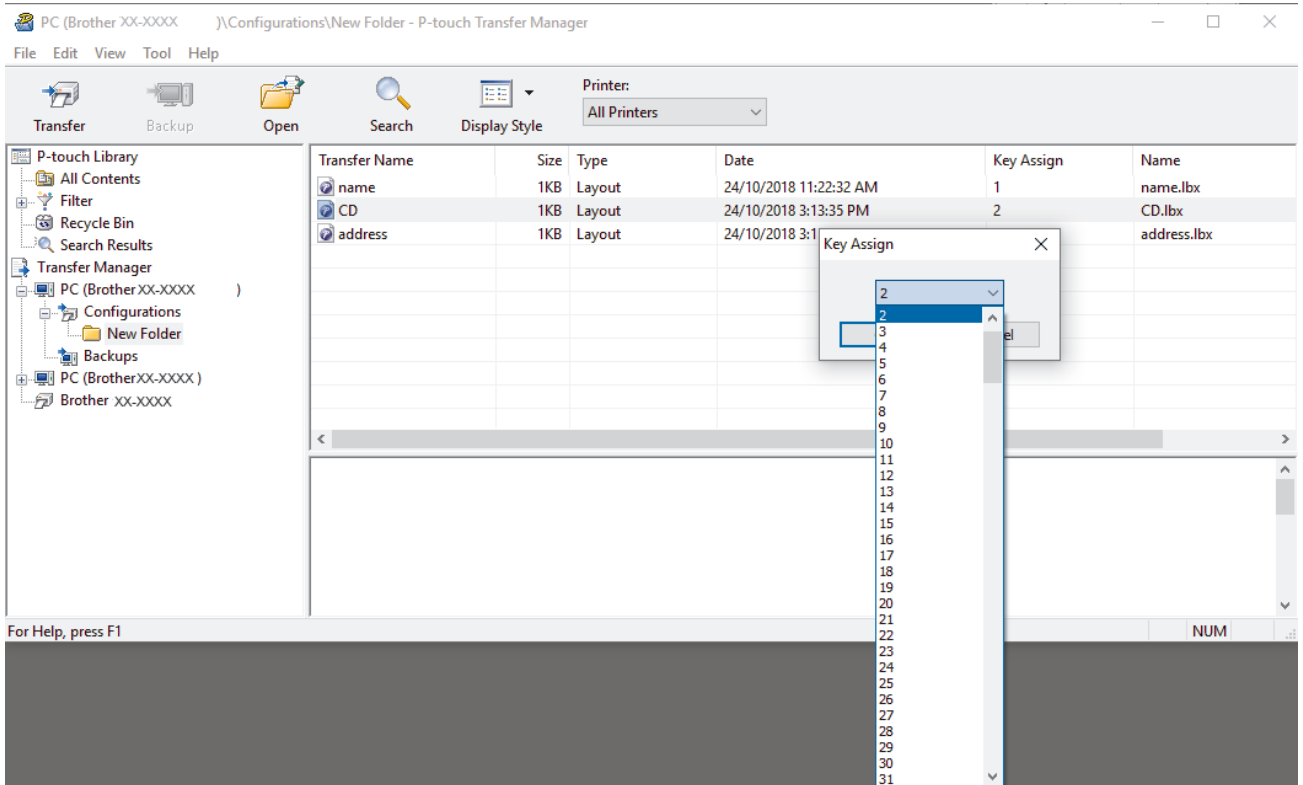 PC (Brother XX-XXXX )\Configurations\New Folder - P-touch Transfer Manager
File Edit View Tool Help
Printer:
All Printers
Transfer Backup Open Search Display Style
P-touch Library
All Contents
Filter
Recycle Bin
Search Results
Transfer Manager
PC (Brother XX-XXXX )
Configurations
New Folder
Backups
PC (BrotherXX-XXXX )
Brother XX-XXXX
Transfer Name Size Type Date Key Assign Name
name 1KB Layout 24/10/2018 11:22:32 AM 1 name.lbx
CD 1KB Layout 24/10/2018 3:13:35 PM 2 CD.lbx
address 1KB Layout 24/10/2018 3:1 address.lbx
Key Assign
2
2
3
4
5
6
7
8
9
10
11
12
13
14
15
16
17
18
19
20
21
22
23
24
25
26
27
28
29
30
31
For Help, press F1
NUM